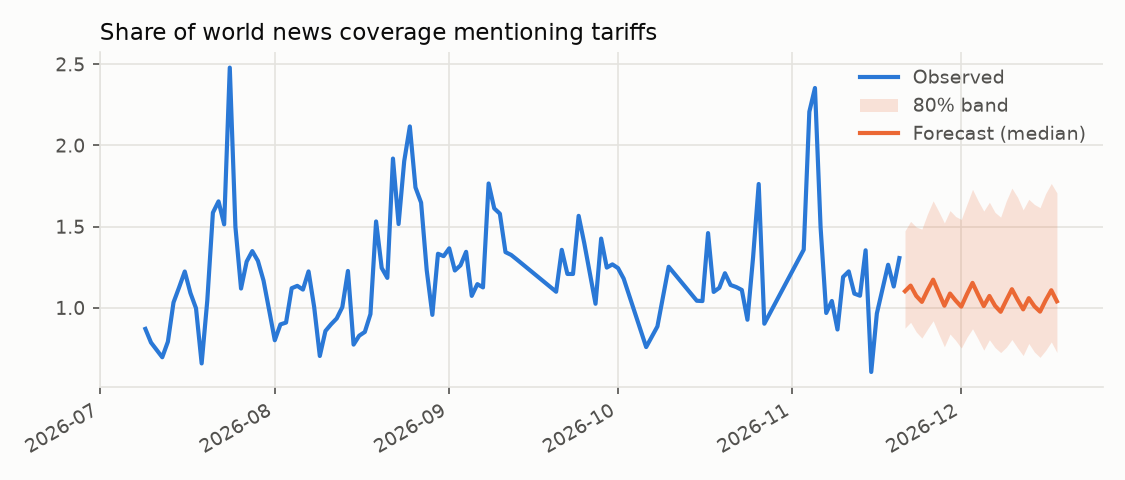 Share of world news coverage mentioning tariffs
2.5
2.0
1.5
1.0
Observed
80% band
Forecast (median)
2026-07
2026-08
2026-09
2026-10
2026-11
2026-12